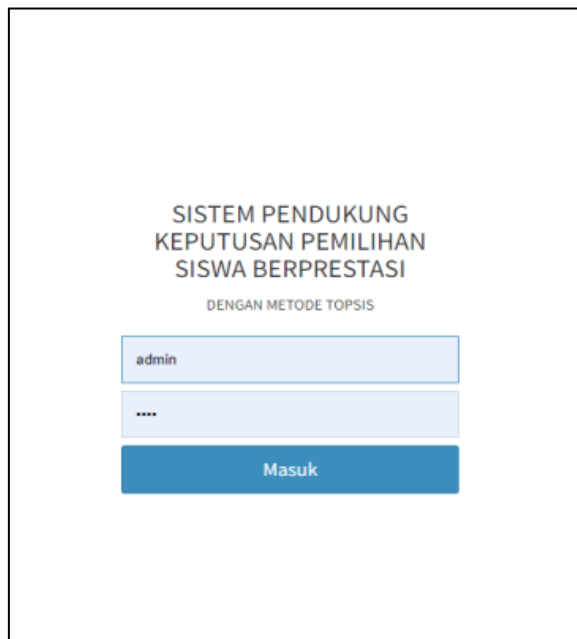 SISTEM PENDUKUNG
KEPUTUSAN PEMILIHAN
SISWA BERPRESTASI
DENGAN METODE TOPSIS
admin
••••
Masuk